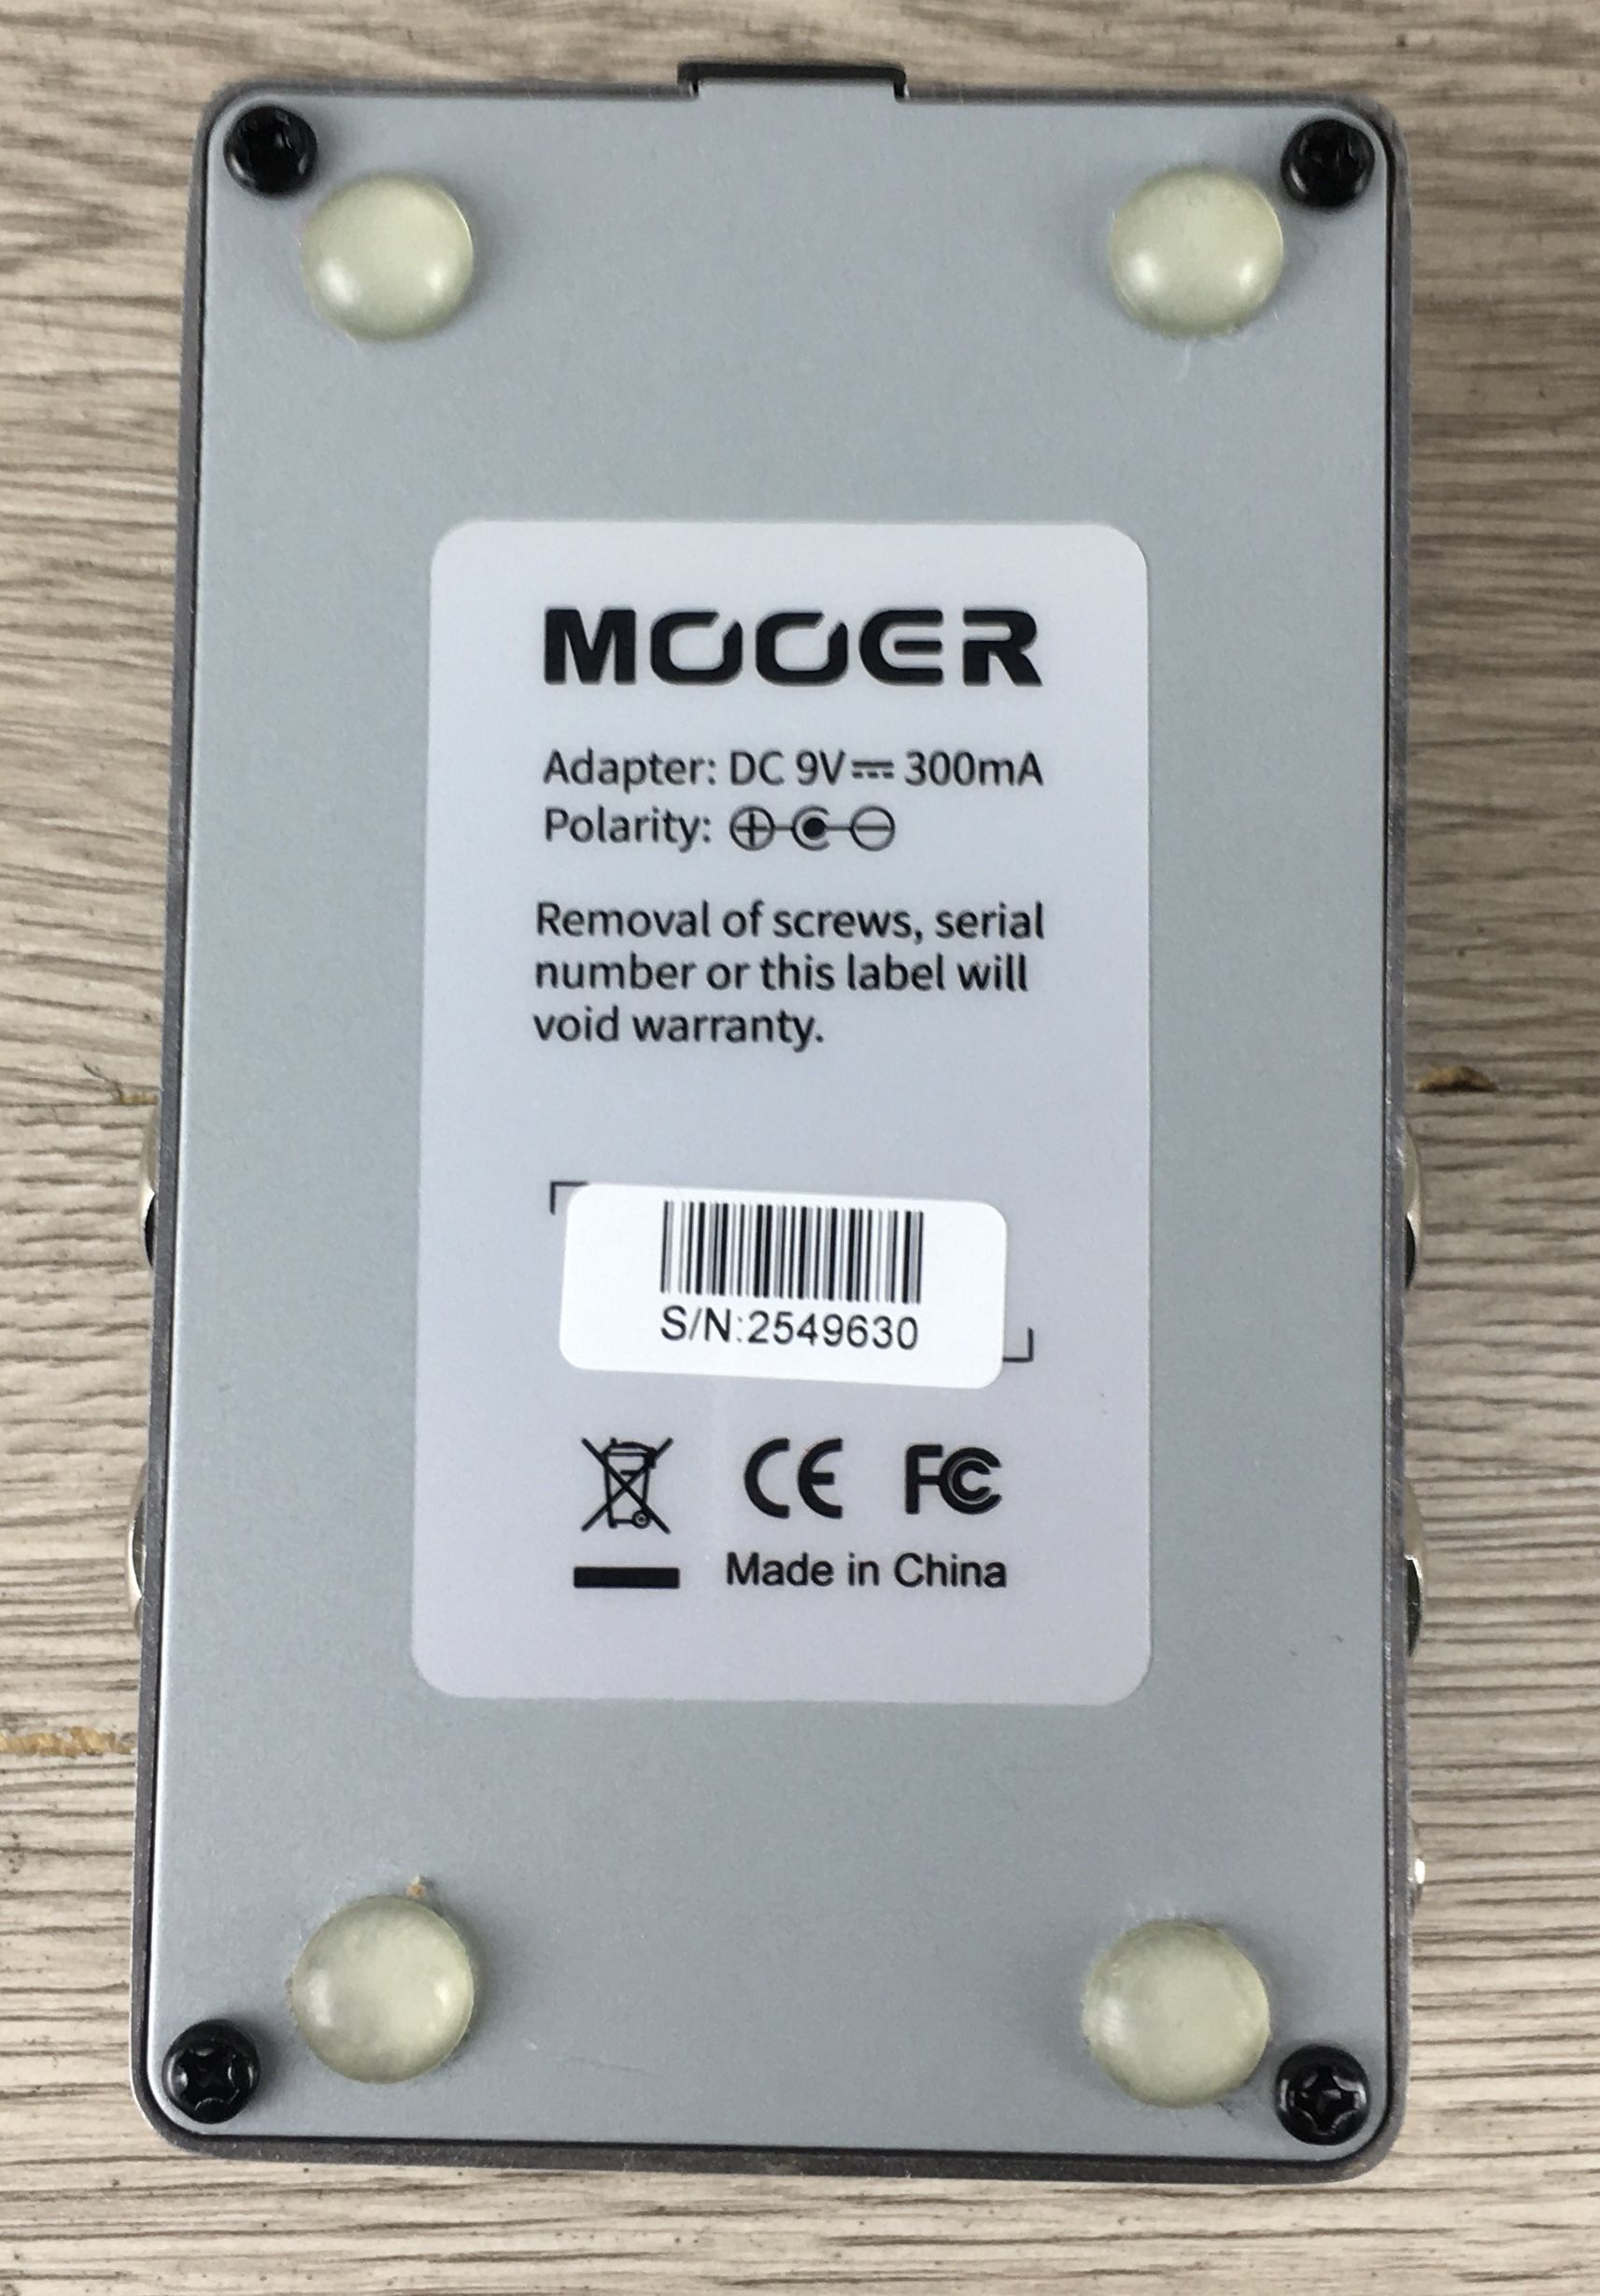 MOOER
Adapter: DC 9V⎓300mA
Polarity:
Removal of screws, serial
number or this label will
void warranty.
S/N:2549630
CE FC
Made in China